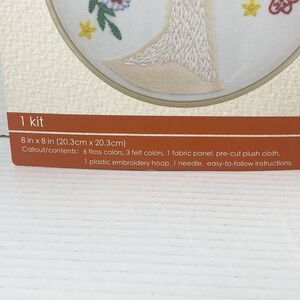 1 kit
8 in x 8 in (20.3cm x 20.3cm)
Callout/contents: 6 floss colors, 3 felt colors, 1 fabric panel, pre-cut plush cloth,
1 plastic embroidery hoop, 1 needle, easy-to-follow instructions.